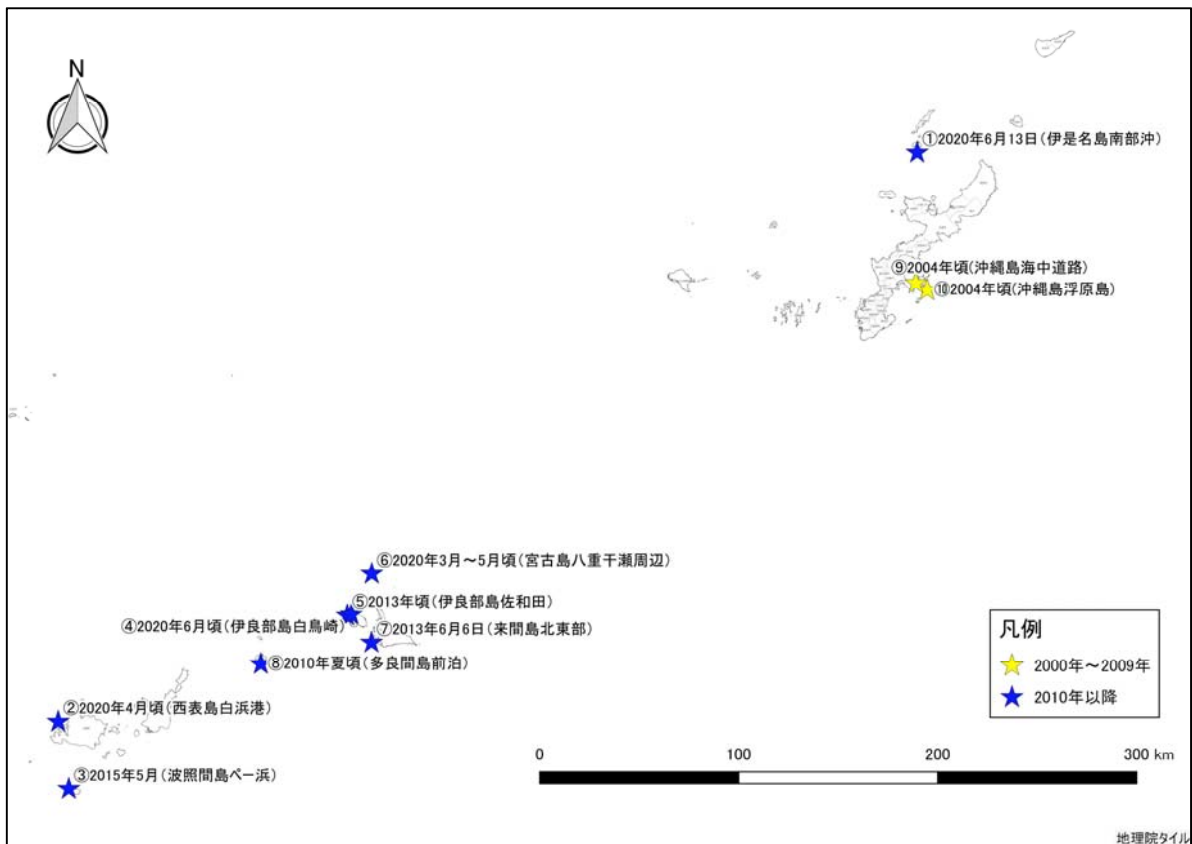 N
①2020年6月13日(伊是名島南部沖)
⑨2004年頃(沖縄島海中道路)
⑩2004年頃(沖縄島浮原島)
⑥2020年3月～5月頃(宮古島八重干瀬周辺)
⑤2013年頃(伊良部島佐和田)
④2020年6月頃(伊良部島白鳥崎)
⑦2013年6月6日(来間島北東部)
⑧2010年夏頃(多良間島前泊)
②2020年4月頃(西表島白浜港)
③2015年5月(波照間島ペー浜)
凡例
2000年～2009年
2010年以降
0 100 200 300 km
地理院タイル